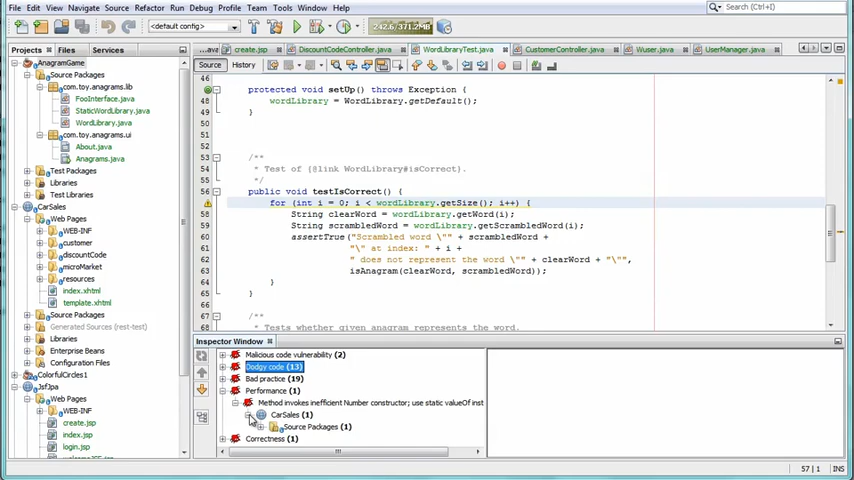 File Edit View Navigate Source Refactor Run Debug Profile Team Tools Window Help
Search (Ctrl+I)
<default config>
242.6/371.2MB
Projects Files Services
...ava create.jsp DiscountCodeController.java WordLibraryTest.java CustomerController.java Wuser.java UserManager.java
Source History
AnagramGame
Source Packages
com.toy.anagrams.lib
FooInterface.java
StaticWordLibrary.java
WordLibrary.java
com.toy.anagrams.ui
About.java
Anagrams.java
Test Packages
Libraries
Test Libraries
CarSales
Web Pages
WEB-INF
customer
discountCode
microMarket
resources
index.xhtml
template.xhtml
Source Packages
Generated Sources (rest-test)
Libraries
Enterprise Beans
Configuration Files
ColorfulCircles1
JsfJpa
Web Pages
WEB-INF
create.jsp
index.jsp
login.jsp
46
protected void setUp() throws Exception {
48 wordLibrary = WordLibrary.getDefault();
49 }
50
51
52
53 /**
54 * Test of {@link WordLibrary#isCorrect}.
55 */
56 public void testIsCorrect() {
for (int i = 0; i < wordLibrary.getSize(); i++) {
58 String clearWord = wordLibrary.getWord(i);
59 String scrambledWord = wordLibrary.getScrambledWord(i);
60 assertTrue("Scrambled word \"" + scrambledWord +
61 "\" at index: " + i +
62 " does not represent the word \"" + clearWord + "\"",
63 isAnagram(clearWord, scrambledWord));
64 }
65 }
66
67 /**
68 * Tests whether given anagram represents the word.
Inspector Window
Malicious code vulnerability (2)
Dodgy code (13)
Bad practice (19)
Performance (1)
Method invokes inefficient Number constructor; use static valueOf inst
CarSales (1)
Source Packages (1)
Correctness (1)
57 | 1 INS